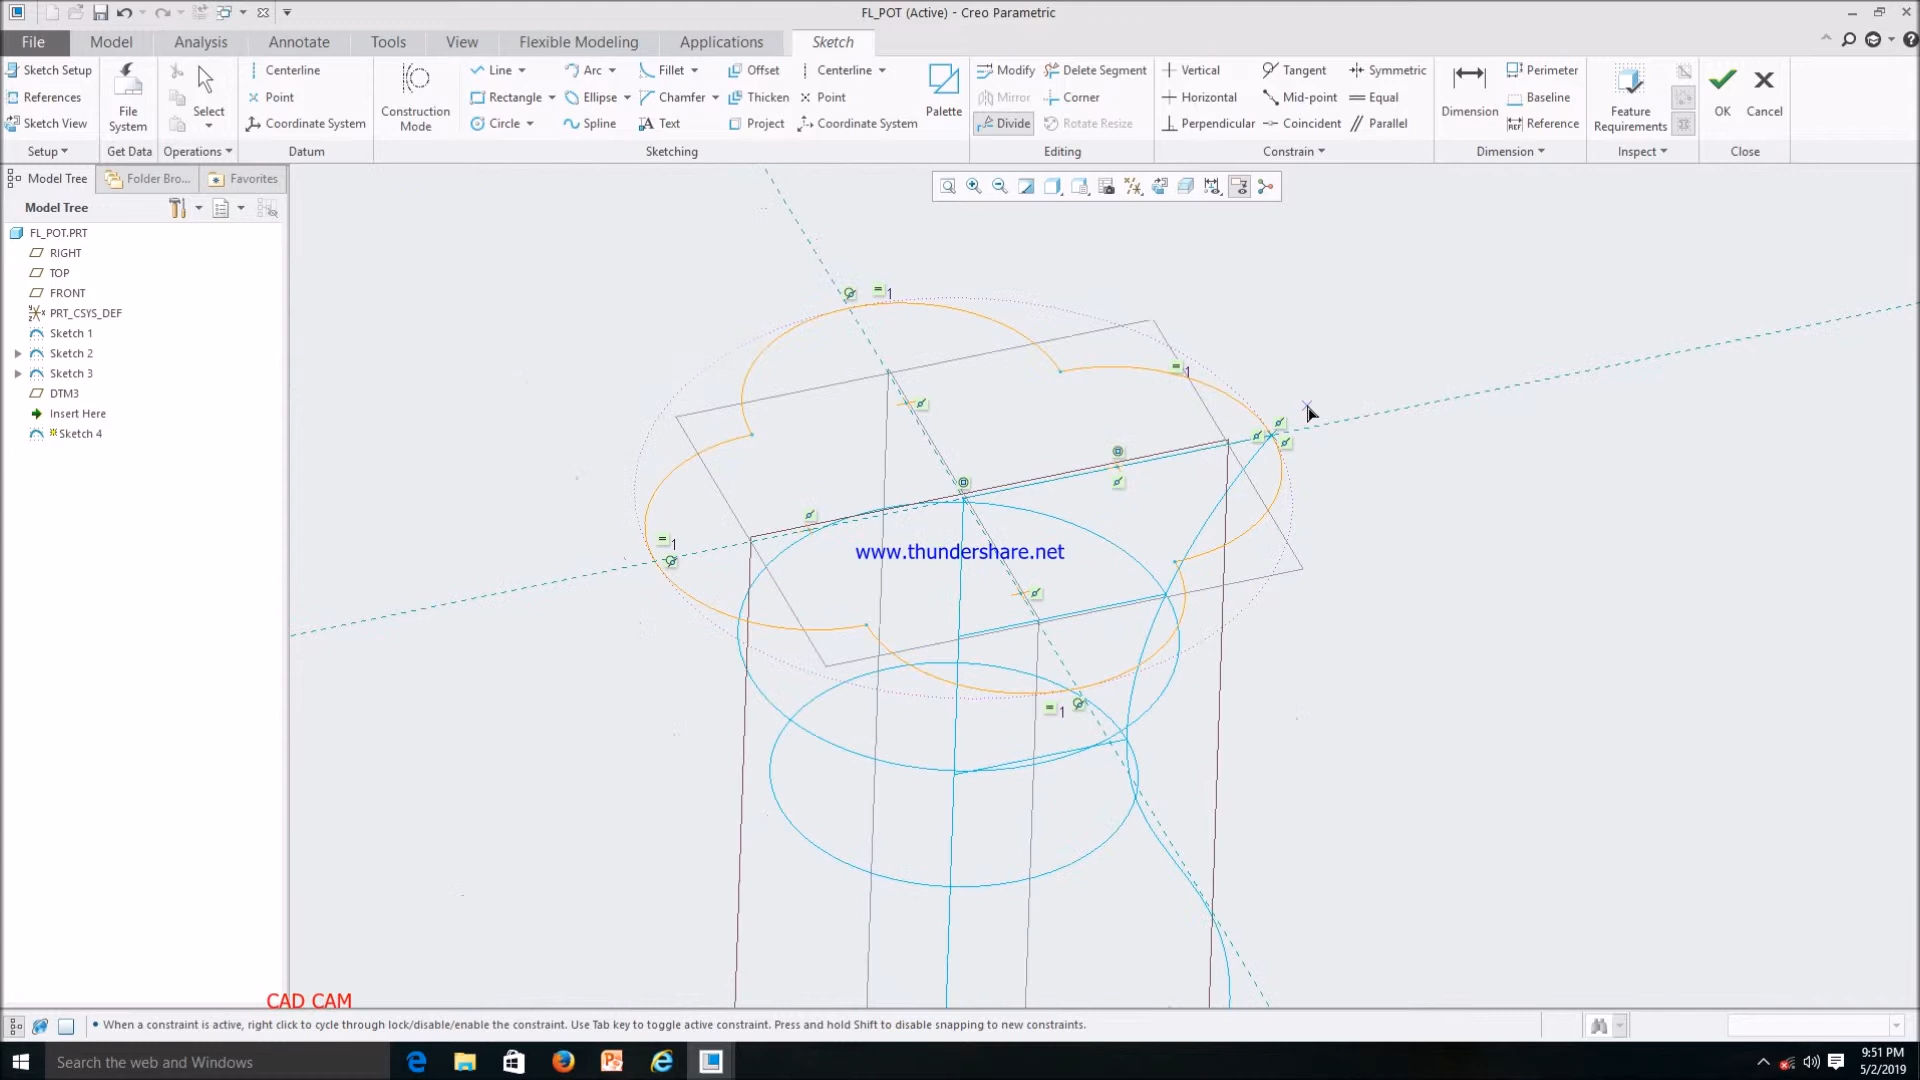 FL_POT (Active) - Creo Parametric
File Model Analysis Annotate Tools View Flexible Modeling Applications Sketch
Sketch Setup
References
Sketch View
Setup
File System
Get Data
Select
Operations
Centerline
Point
Coordinate System
Datum
Construction Mode
Line Arc Fillet Offset Centerline
Rectangle Ellipse Chamfer Thicken Point
Circle Spline Text Project Coordinate System
Palette
Sketching
Modify Delete Segment
Mirror Corner
Divide Rotate Resize
Editing
Vertical Tangent Symmetric
Horizontal Mid-point Equal
Perpendicular Coincident Parallel
Constrain
Dimension
Perimeter
Baseline
Reference
Dimension
Feature Requirements
Inspect
OK Cancel
Close
Model Tree Folder Bro... Favorites
Model Tree
FL_POT.PRT
RIGHT
TOP
FRONT
PRT_CSYS_DEF
Sketch 1
Sketch 2
Sketch 3
DTM3
Insert Here
Sketch 4
1
1
1
1
www.thundershare.net
CAD CAM
• When a constraint is active, right click to cycle through lock/disable/enable the constraint. Use Tab key to toggle active constraint. Press and hold Shift to disable snapping to new constraints.
Search the web and Windows
9:51 PM
5/2/2019